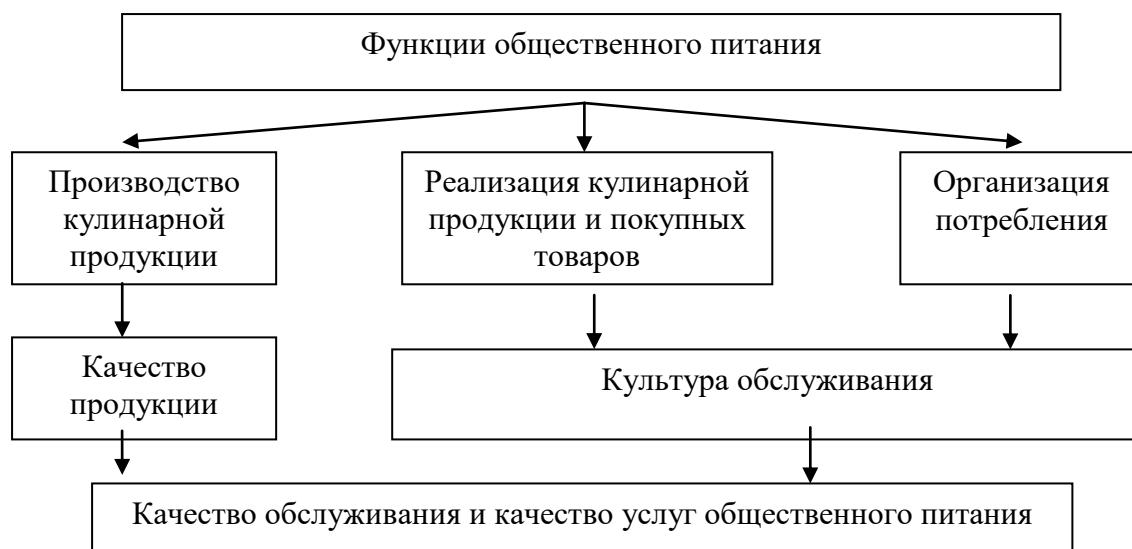 Функции общественного питания
Производство
кулинарной
продукции
Реализация кулинарной
продукции и покупных
товаров
Организация
потребления
Качество
продукции
Культура обслуживания
Качество обслуживания и качество услуг общественного питания